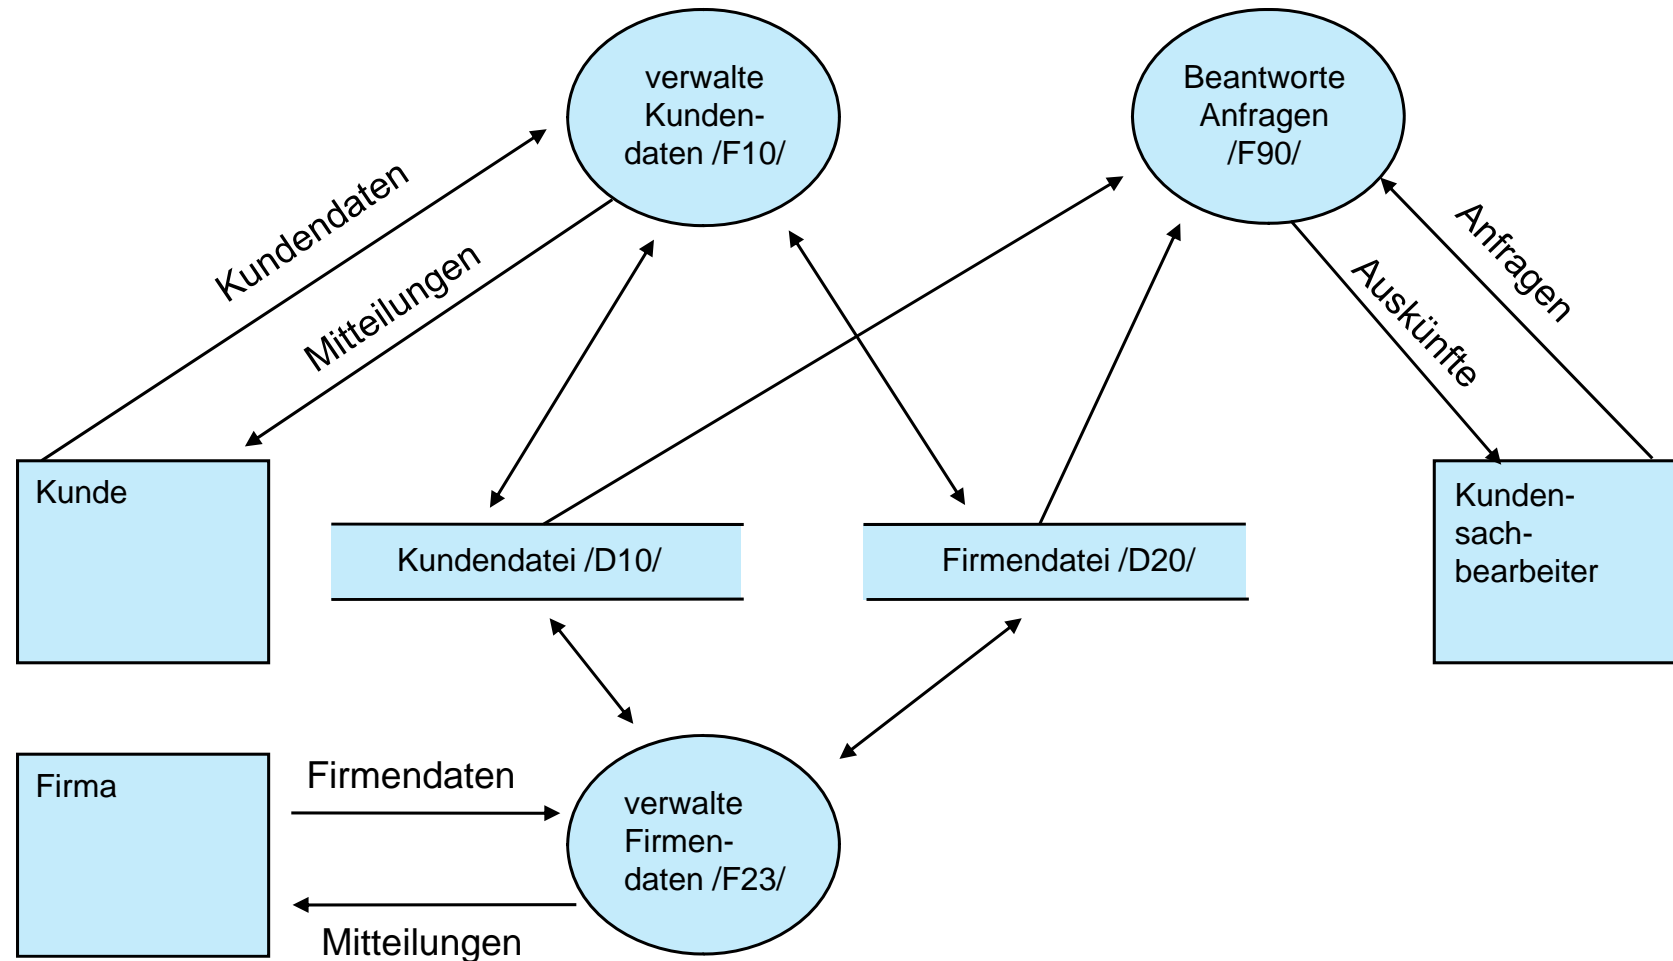 verwalte
Kunden-
daten /F10/
Beantworte
Anfragen
/F90/
Kundendaten
Mitteilungen
Anfragen
Auskünfte
Kunde
Kundendatei /D10/
Firmendatei /D20/
Kunden-
sach-
bearbeiter
Firma
Firmendaten
verwalte
Firmen-
daten /F23/
Mitteilungen